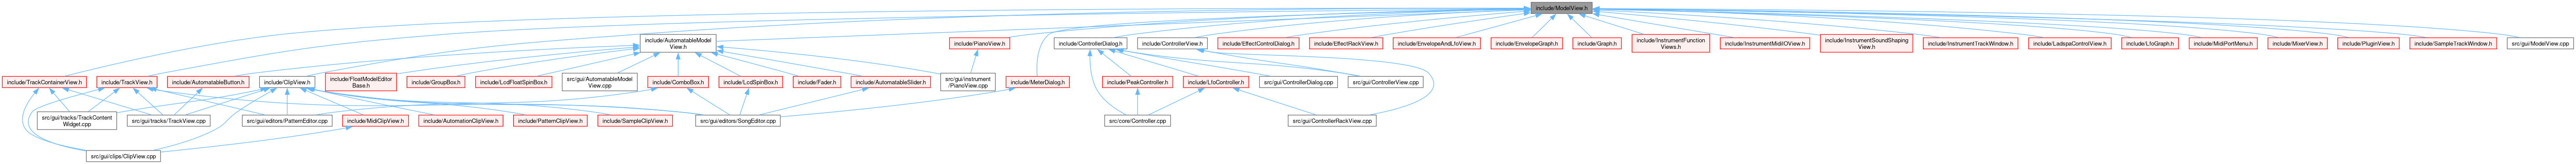 include/ModelView.h
include/AutomatableModel
View.h
include/PianoView.h
include/ControllerDialog.h
include/ControllerView.h
include/EffectControlDialog.h
include/EffectRackView.h
include/EnvelopeAndLfoView.h
include/EnvelopeGraph.h
include/Graph.h
include/InstrumentFunction
Views.h
include/InstrumentMidiIOView.h
include/InstrumentSoundShaping
View.h
include/InstrumentTrackWindow.h
include/LadspaControlView.h
include/LfoGraph.h
include/MidiPortMenu.h
include/MixerView.h
include/PluginView.h
include/SampleTrackWindow.h
src/gui/ModelView.cpp
include/TrackContainerView.h
include/TrackView.h
include/AutomatableButton.h
include/ClipView.h
include/FloatModelEditor
Base.h
include/GroupBox.h
include/LcdFloatSpinBox.h
src/gui/AutomatableModel
View.cpp
include/ComboBox.h
include/LcdSpinBox.h
include/Fader.h
include/AutomatableSlider.h
src/gui/instrument
/PianoView.cpp
include/MeterDialog.h
include/PeakController.h
include/LfoController.h
src/gui/ControllerDialog.cpp
src/gui/ControllerView.cpp
src/gui/tracks/TrackContent
Widget.cpp
src/gui/tracks/TrackView.cpp
src/gui/editors/PatternEditor.cpp
include/MidiClipView.h
include/AutomationClipView.h
include/PatternClipView.h
include/SampleClipView.h
src/gui/editors/SongEditor.cpp
src/core/Controller.cpp
src/gui/ControllerRackView.cpp
src/gui/clips/ClipView.cpp